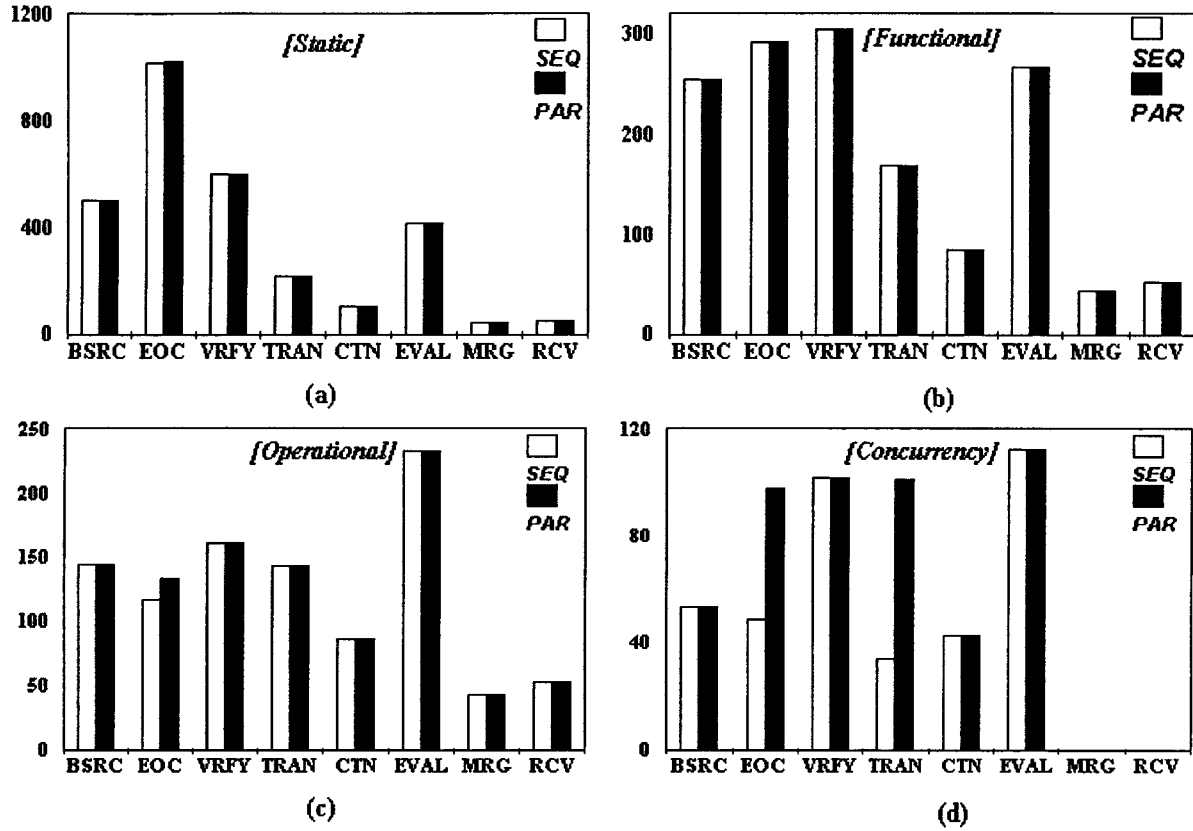 1200
[Static]
SEQ
PAR
800
400
0
BSRC EOC VRFY TRAN CTN EVAL MRG RCV
(a)
300
[Functional]
SEQ
PAR
200
100
0
BSRC EOC VRFY TRAN CTN EVAL MRG RCV
(b)
250
[Operational]
SEQ
PAR
200
150
100
50
0
BSRC EOC VRFY TRAN CTN EVAL MRG RCV
(c)
120
[Concurrency]
SEQ
PAR
80
40
0
BSRC EOC VRFY TRAN CTN EVAL MRG RCV
(d)